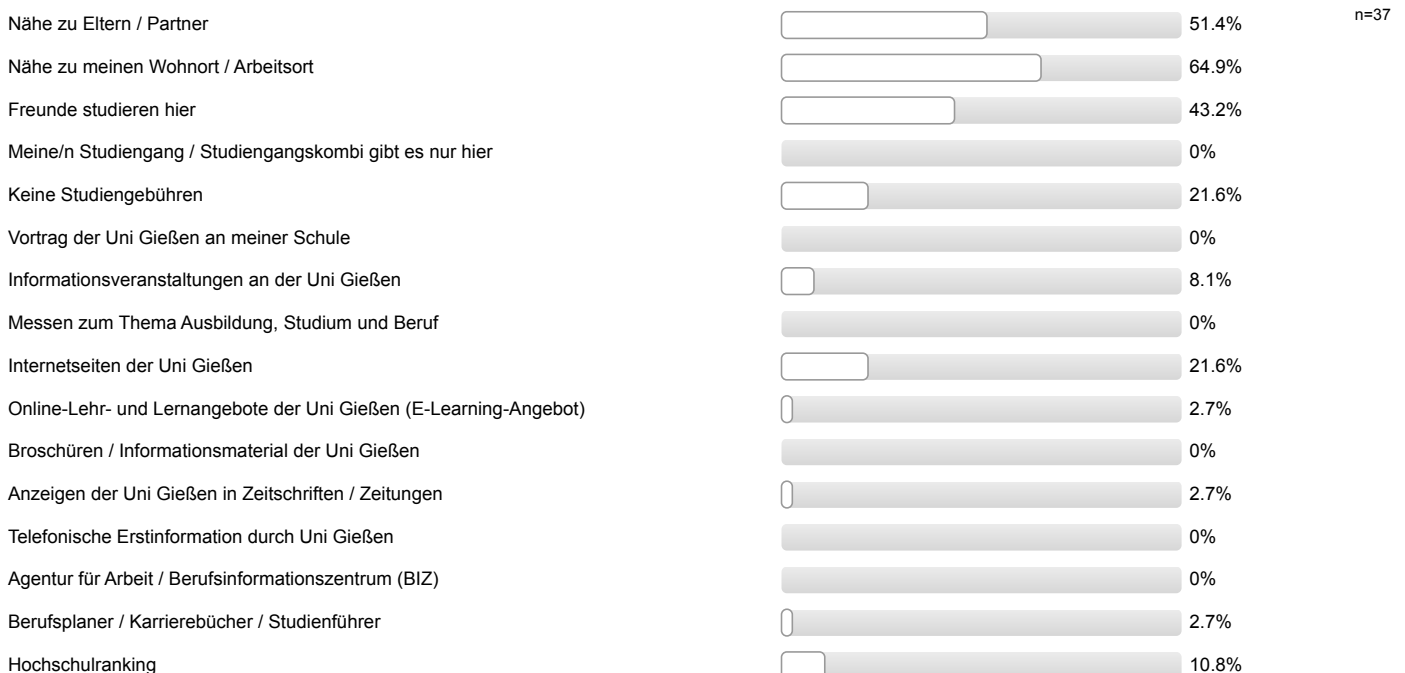 Nähe zu Eltern / Partner 51.4% n=37
Nähe zu meinen Wohnort / Arbeitsort 64.9%
Freunde studieren hier 43.2%
Meine/n Studiengang / Studiengangskombi gibt es nur hier 0%
Keine Studiengebühren 21.6%
Vortrag der Uni Gießen an meiner Schule 0%
Informationsveranstaltungen an der Uni Gießen 8.1%
Messen zum Thema Ausbildung, Studium und Beruf 0%
Internetseiten der Uni Gießen 21.6%
Online-Lehr- und Lernangebote der Uni Gießen (E-Learning-Angebot) 2.7%
Broschüren / Informationsmaterial der Uni Gießen 0%
Anzeigen der Uni Gießen in Zeitschriften / Zeitungen 2.7%
Telefonische Erstinformation durch Uni Gießen 0%
Agentur für Arbeit / Berufsinformationszentrum (BIZ) 0%
Berufsplaner / Karrierebücher / Studienführer 2.7%
Hochschulranking 10.8%